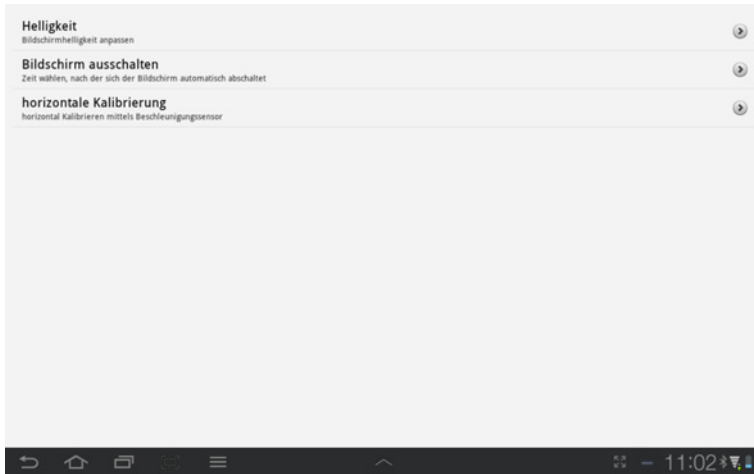 Helligkeit
Bildschirmhelligkeit anpassen
Bildschirm ausschalten
Zeit wählen, nach der sich der Bildschirm automatisch abschaltet
horizontale Kalibrierung
horizontal Kalibrieren mittels Beschleunigungssensor
11:02